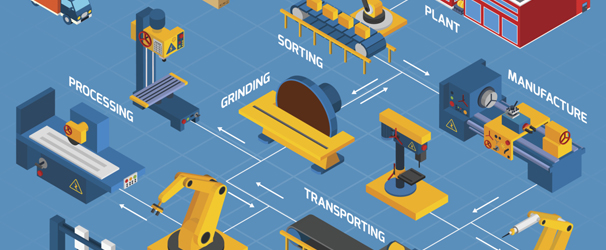 PLANT
SORTING
PROCESSING
GRINDING
MANUFACTURE
TRANSPORTING